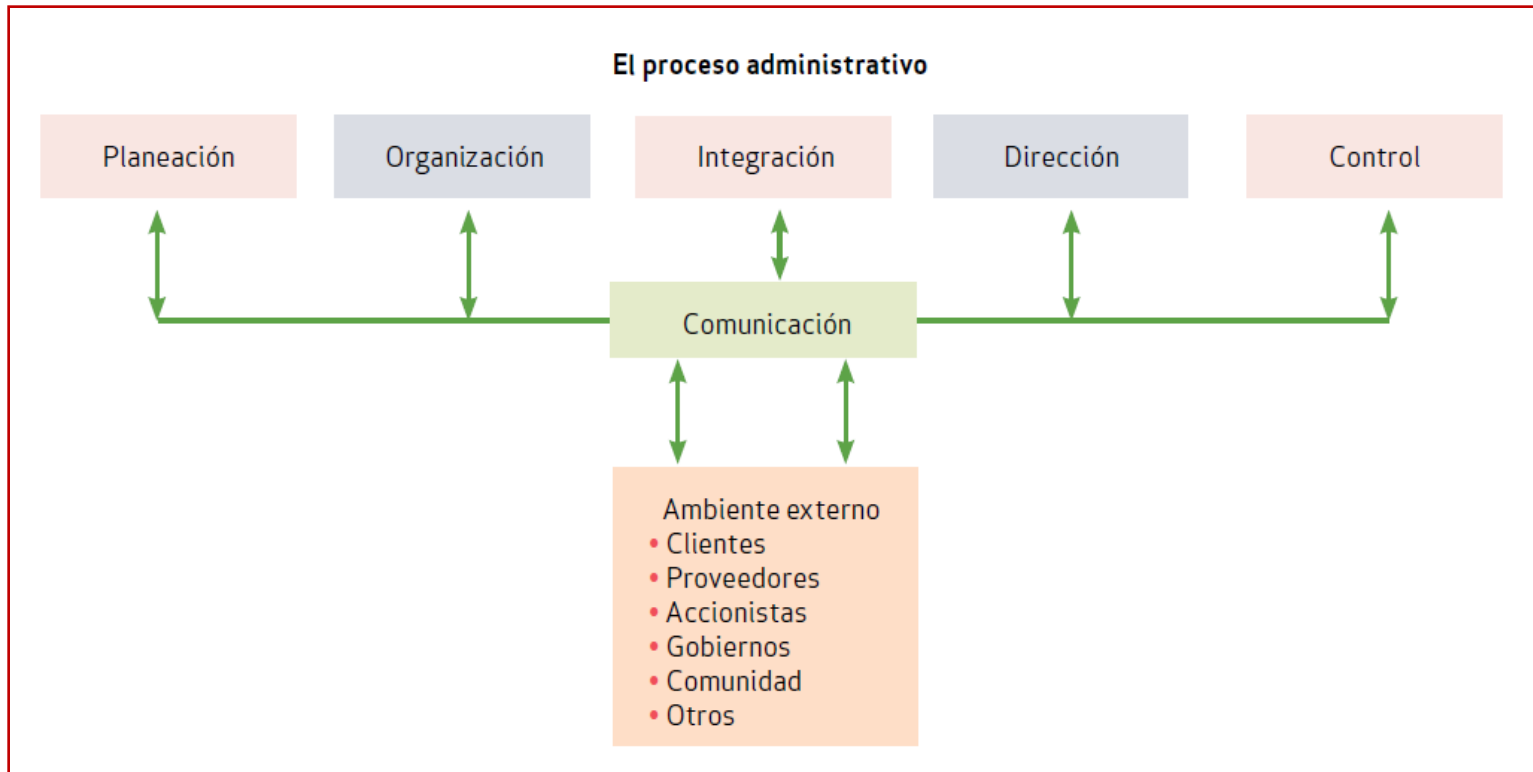 El proceso administrativo
Planeación
Organización
Integración
Dirección
Control
Comunicación
Ambiente externo
• Clientes
• Proveedores
• Accionistas
• Gobiernos
• Comunidad
• Otros